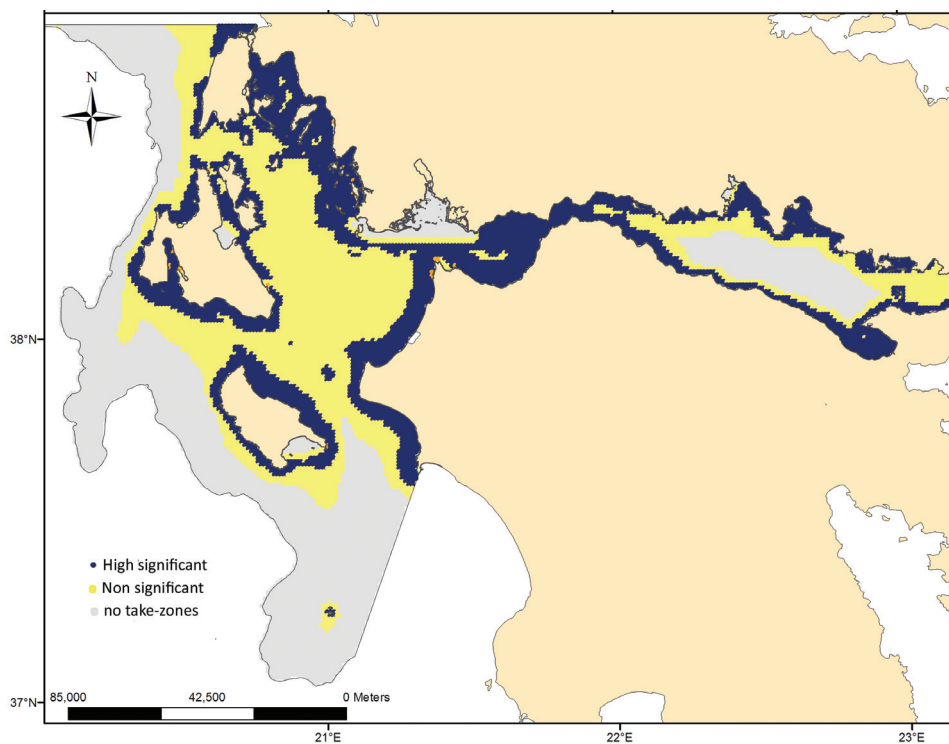 N
38°N
High significant
Non significant
no take-zones
85,000 42,500 0 Meters
37°N
21°E 22°E 23°E